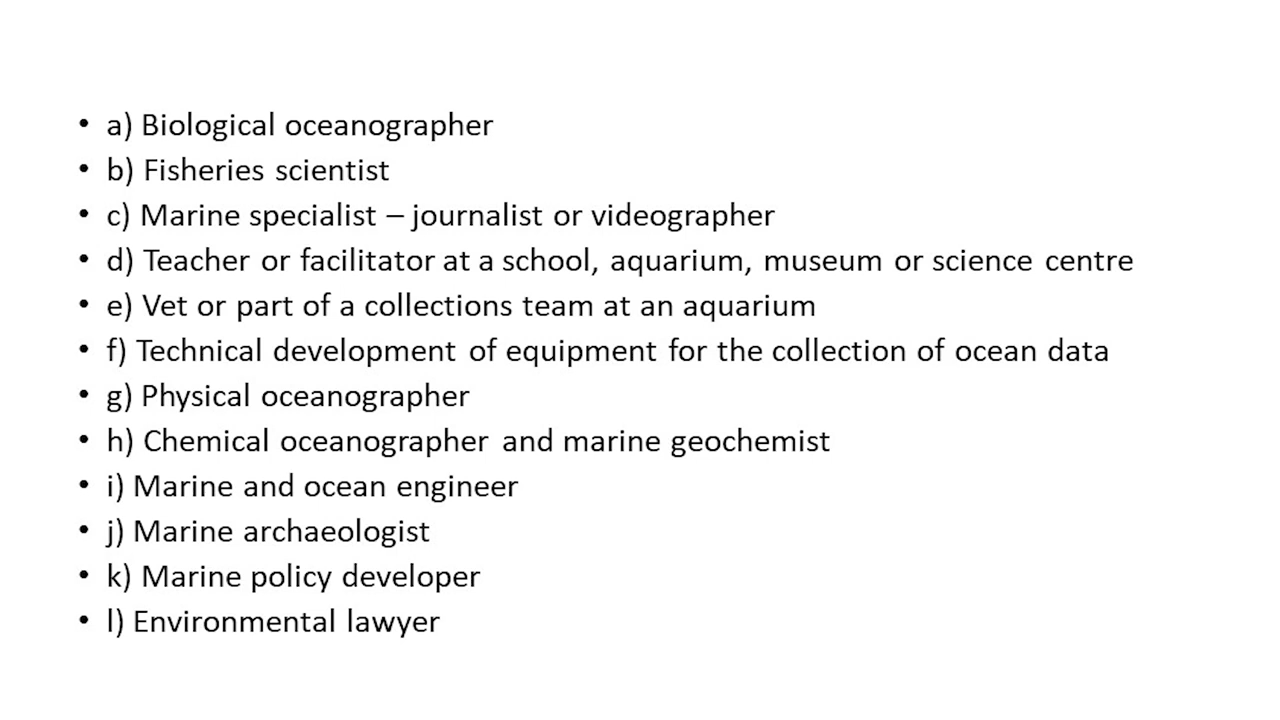 • a) Biological oceanographer
• b) Fisheries scientist
• c) Marine specialist – journalist or videographer
• d) Teacher or facilitator at a school, aquarium, museum or science centre
• e) Vet or part of a collections team at an aquarium
• f) Technical development of equipment for the collection of ocean data
• g) Physical oceanographer
• h) Chemical oceanographer and marine geochemist
• i) Marine and ocean engineer
• j) Marine archaeologist
• k) Marine policy developer
• l) Environmental lawyer